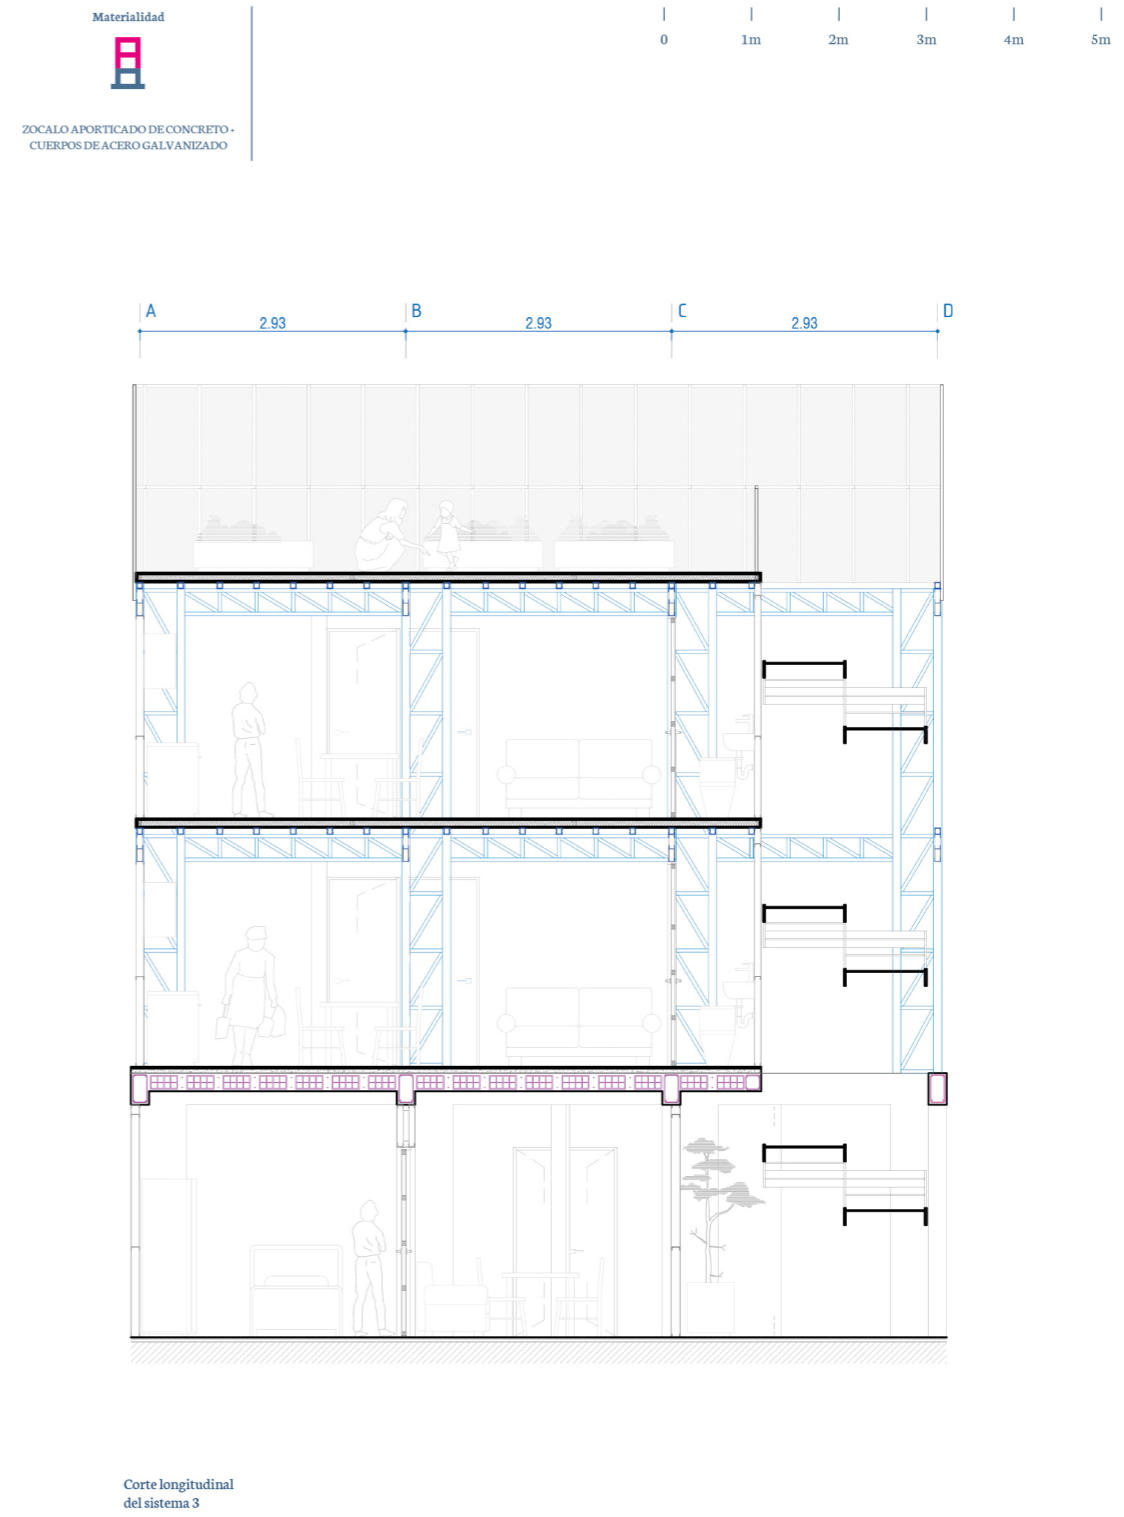 Materialidad
ZOCALO APORTICADO DE CONCRETO +
CUERPOS DE ACERO GALVANIZADO
0 1m 2m 3m 4m 5m
A B C D
2.93 2.93 2.93
Corte longitudinal
del sistema 3